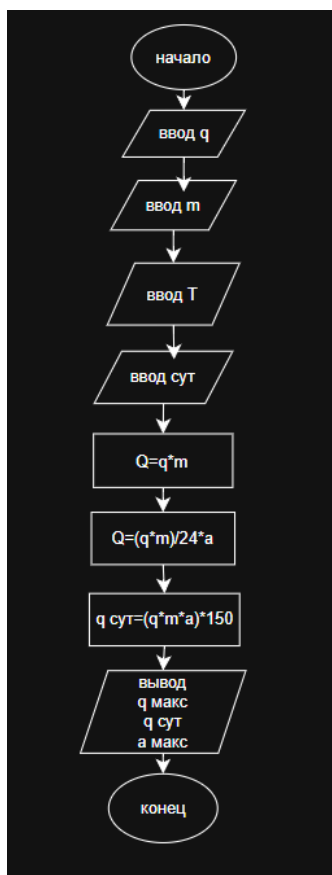 начало
ввод q
ввод m
ввод T
ввод сут
Q=q*m
Q=(q*m)/24*a
q сут=(q*m*a)*150
вывод
q макс
q сут
а макс
конец